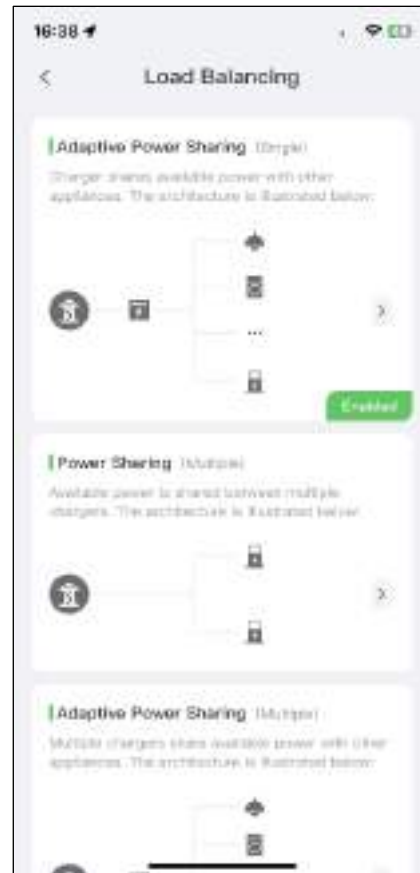 16:38
Load Balancing
Adaptive Power Sharing (Single)
Charger shares available power with other
appliances. The architecture is illustrated below:
...
Enabled
Power Sharing (Multiple)
Available power is shared between multiple
chargers. The architecture is illustrated below:
Adaptive Power Sharing (Multiple)
Multiple chargers share available power with other
appliances. The architecture is illustrated below: